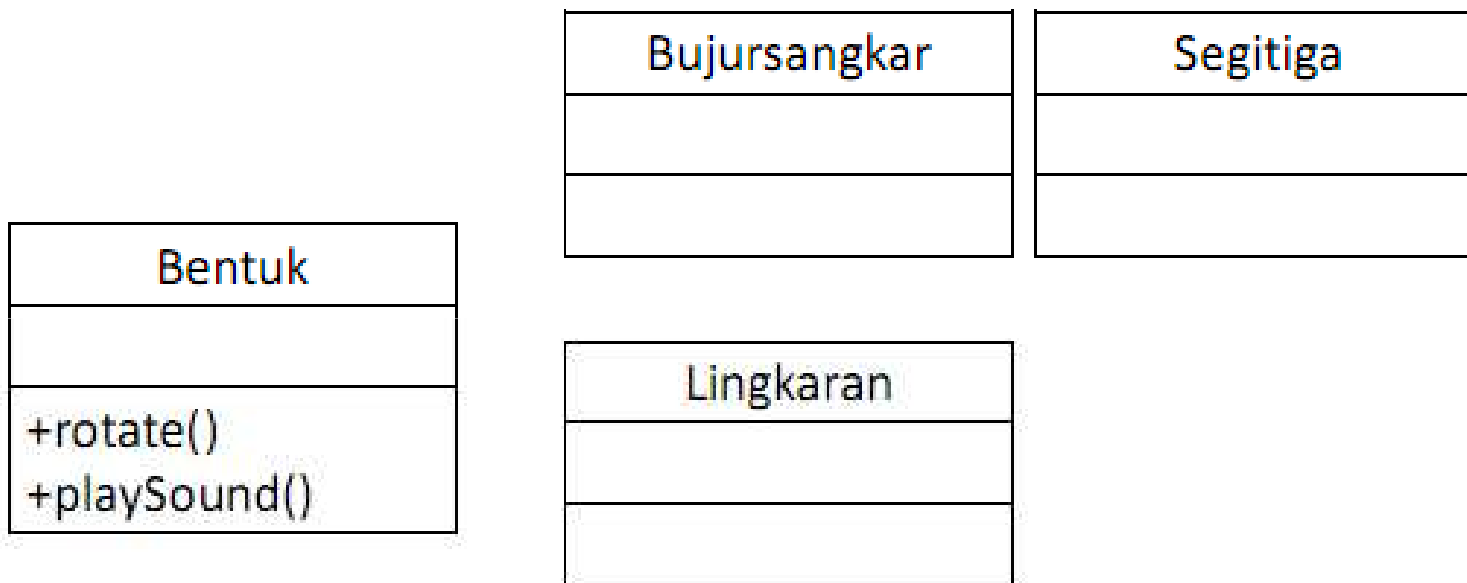 Bujursangkar
Segitiga
Bentuk
+rotate()
+playSound()
Lingkaran